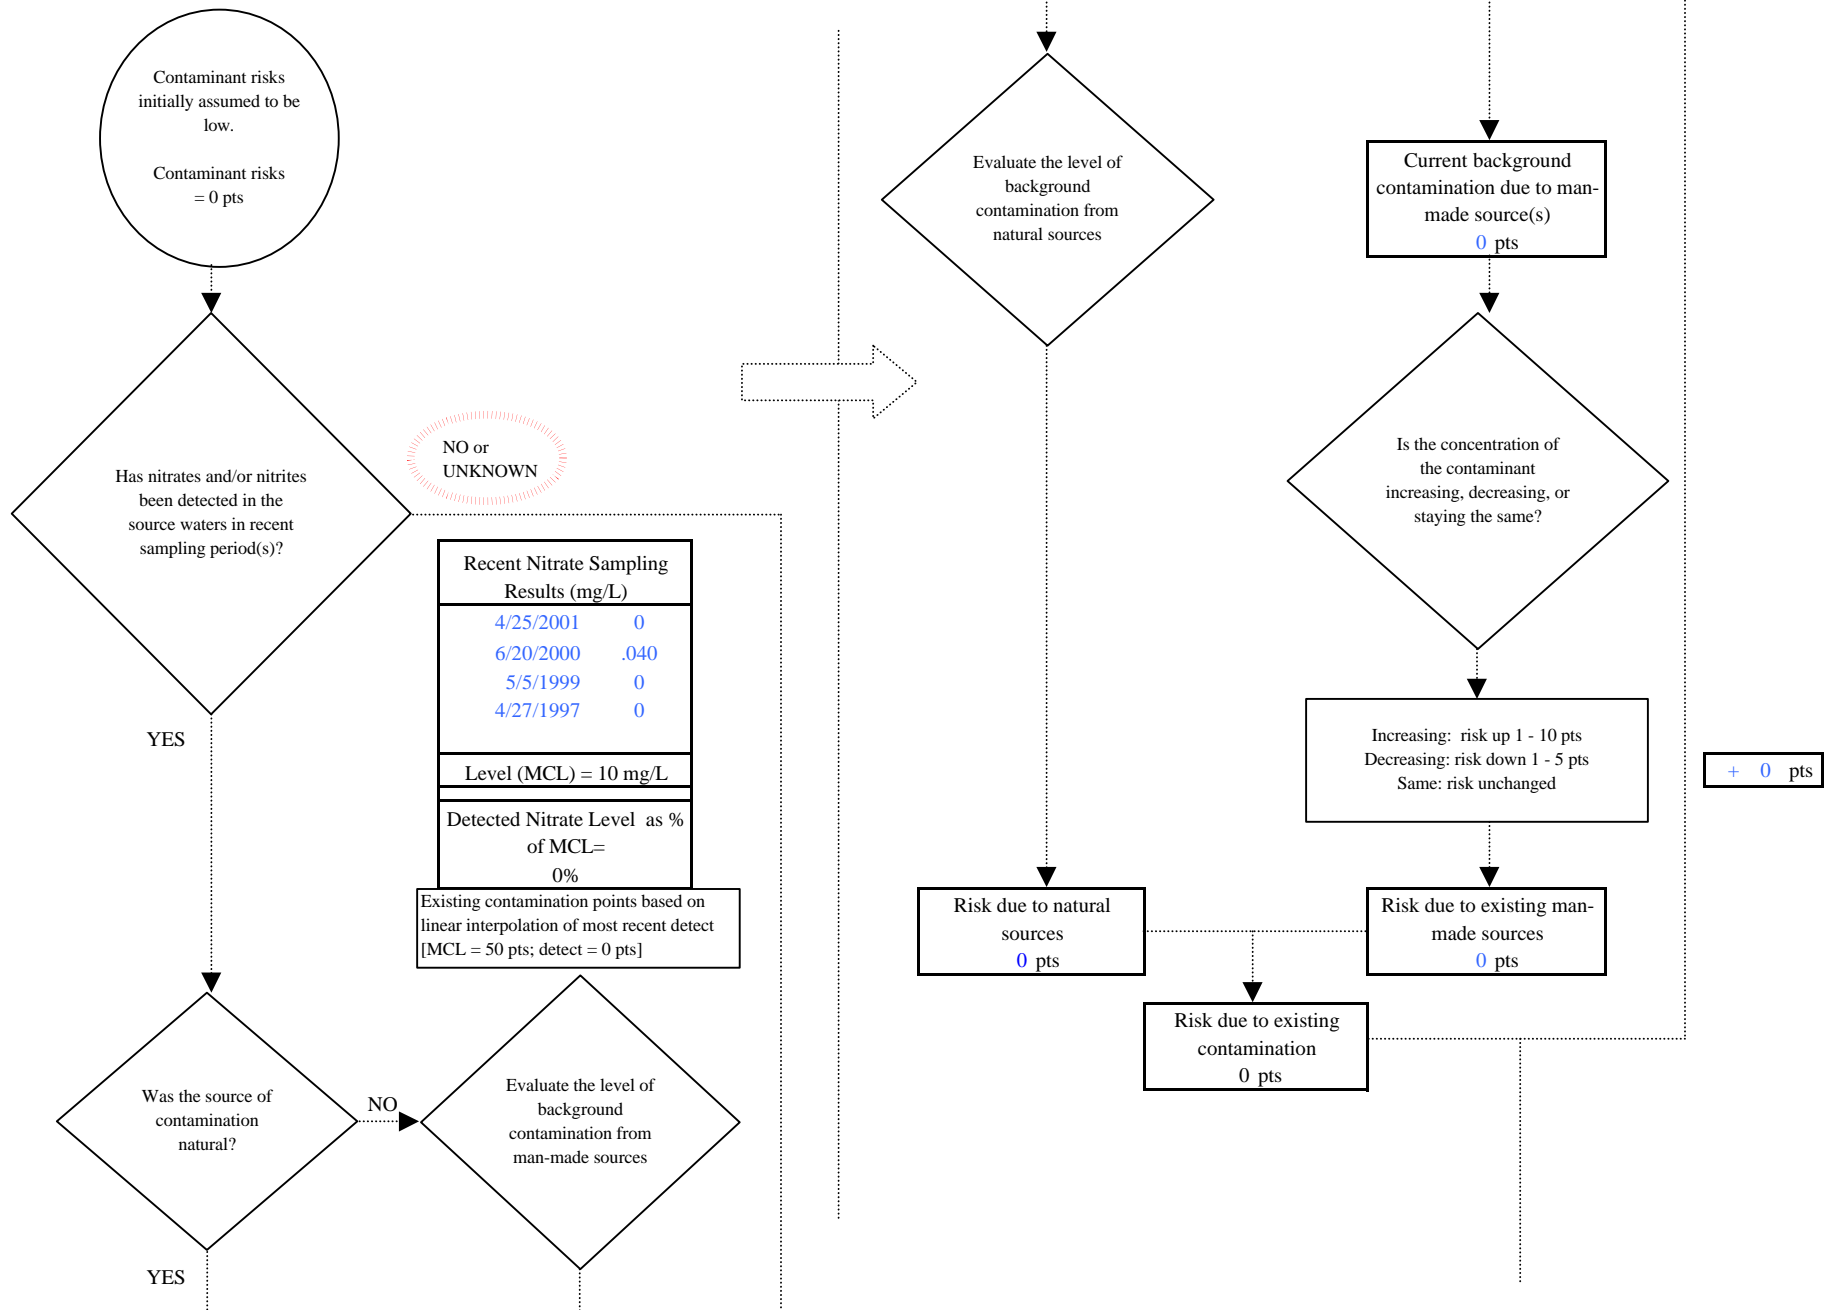 Contaminant risks
initially assumed to be
low.
Contaminant risks
= 0 pts
Has nitrates and/or nitrites
been detected in the
source waters in recent
sampling period(s)?
NO or
UNKNOWN
YES
Recent Nitrate Sampling
Results (mg/L)
4/25/2001 0
6/20/2000 .040
5/5/1999 0
4/27/1997 0
Level (MCL) = 10 mg/L
Detected Nitrate Level as %
of MCL=
0%
Existing contamination points based on
linear interpolation of most recent detect
[MCL = 50 pts; detect = 0 pts]
Was the source of
contamination
natural?
NO
YES
Evaluate the level of
background
contamination from
man-made sources
Evaluate the level of
background
contamination from
natural sources
Current background
contamination due to man-
made source(s)
0 pts
Is the concentration of
the contaminant
increasing, decreasing, or
staying the same?
Increasing: risk up 1 - 10 pts
Decreasing: risk down 1 - 5 pts
Same: risk unchanged
+ 0 pts
Risk due to natural
sources
0 pts
Risk due to existing man-
made sources
0 pts
Risk due to existing
contamination
0 pts